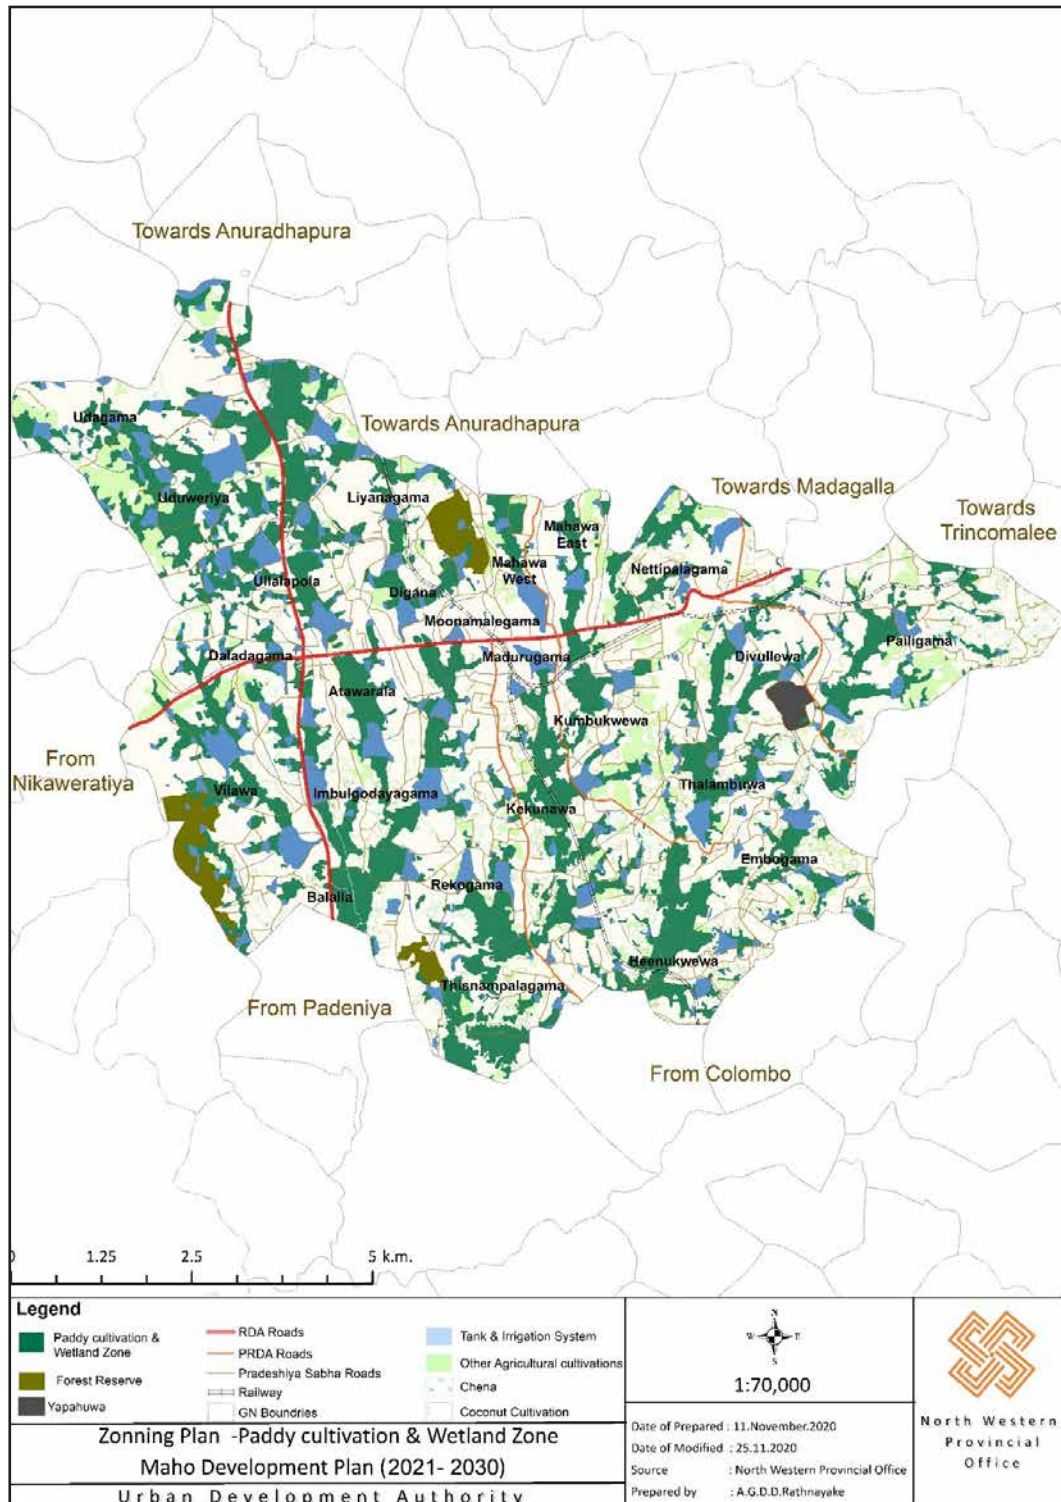 Towards Anuradhapura
Towards Anuradhapura
Towards Madagalla
Towards
Trincomalee
Udagama
Uduweriya
Liyanagama
Mahawa
East
Mahawa
West
Nettipalagama
Ullalapola
Digana
Moonamalegama
Pailigama
Daladagama
Madurugama
Divullewa
Atawarala
Kumbukwewa
From
Nikaweratiya
Vilawa
Imbulgodayagama
Kekunawa
Thalambuwa
Embogama
Balalla
Rekogama
Heenukwewa
Thisnampalagama
From Padeniya
From Colombo
0 1.25 2.5 5 k.m.
Legend
Paddy cultivation &
Wetland Zone
Forest Reserve
Yapahuwa
RDA Roads
PRDA Roads
Pradeshiya Sabha Roads
Railway
GN Boundries
Tank & Irrigation System
Other Agricultural cultivations
Chena
Coconut Cultivation
N
W E
S
1:70,000
Zonning Plan -Paddy cultivation & Wetland Zone
Maho Development Plan (2021- 2030)
Urban Development Authority
Date of Prepared : 11.November.2020
Date of Modified : 25.11.2020
Source : North Western Provincial Office
Prepared by : A.G.D.D.Rathnayake
North Western
Provincial
Office